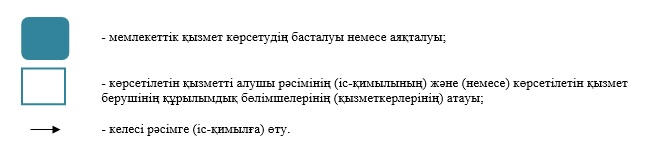 - мемлекеттік қызмет көрсетудің басталуы немесе аяқталуы;
- көрсетілетін қызметті алушы рәсімінің (іс-қимылының) және (немесе) көрсетілетін қызмет
берушінің құрылымдық бөлімшелерінің (қызметкерлерінің) атауы;
- келесі рәсімге (іс-қимылға) өту.